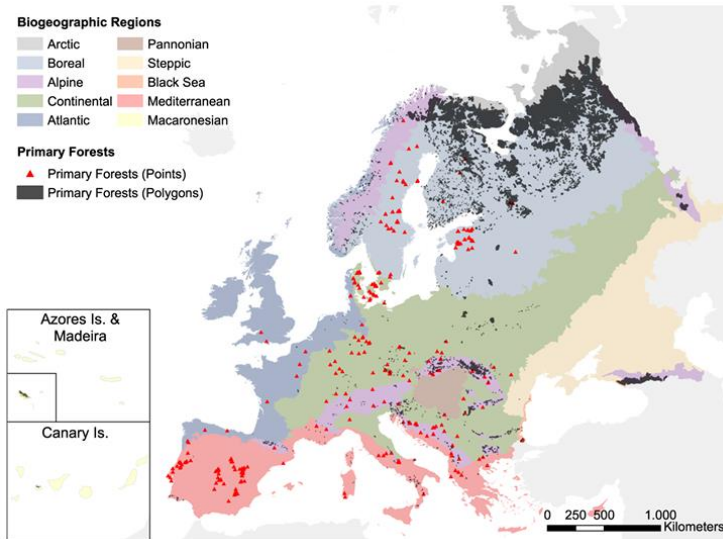 Biogeographic Regions
Arctic
Pannonian
Boreal
Steppic
Alpine
Black Sea
Continental
Mediterranean
Atlantic
Macaronesian
Primary Forests
Primary Forests (Points)
Primary Forests (Polygons)
Azores Is. &
Madeira
Canary Is.
0 250 500 1.000
Kilometers